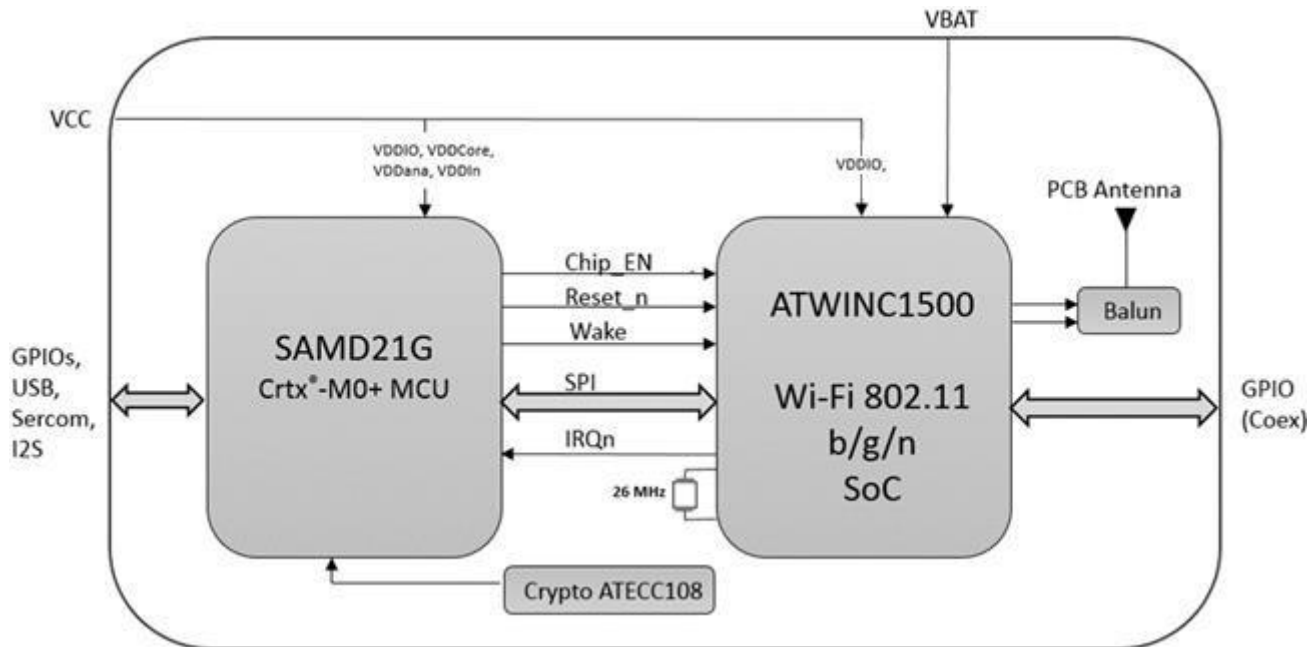 VBAT
VCC
VDDIO, VDDCore,
VDDana, VDDIn
VDDIO,
PCB Antenna
Chip_EN
Reset_n
Wake
SPI
IRQn
26 MHz
SAMD21G
Crtx®-M0+ MCU
ATWINC1500
Wi-Fi 802.11
b/g/n
SoC
Balun
GPIOs,
USB,
Sercom,
I2S
GPIO
(Coex)
Crypto ATECC108